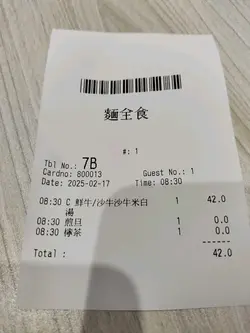 麵全食
#: 1
Tbl No.: 7B
Cardno: 800013 Guest No.: 1
Date: 2025-02-17 Time: 08:30
08:30 C 鮮牛/沙牛沙牛米白 1 42.0
湯
08:30 煎旦 1 0.0
08:30 檸茶 1 0.0
------
Total : 42.0